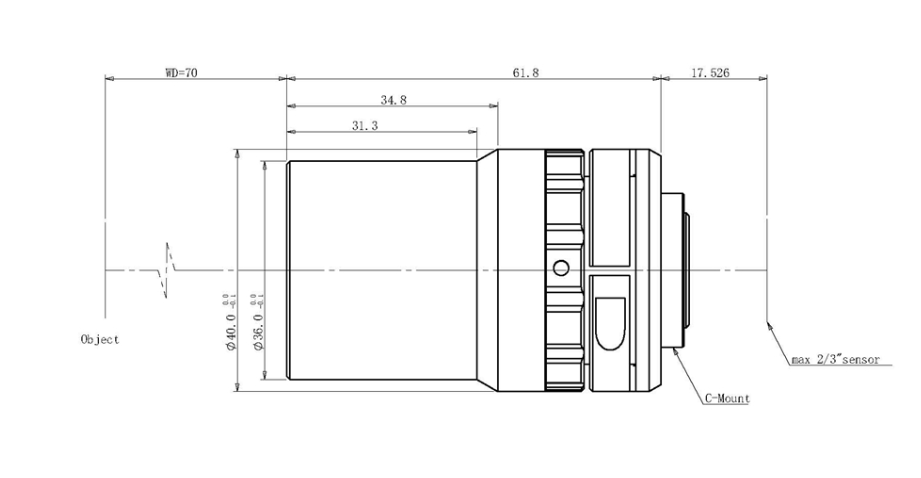 WD=70
61.8
17.526
34.8
31.3
Ø40.0 0.0 -0.1
Ø36.0 0.0 -0.1
Object
max 2/3"sensor
C-Mount